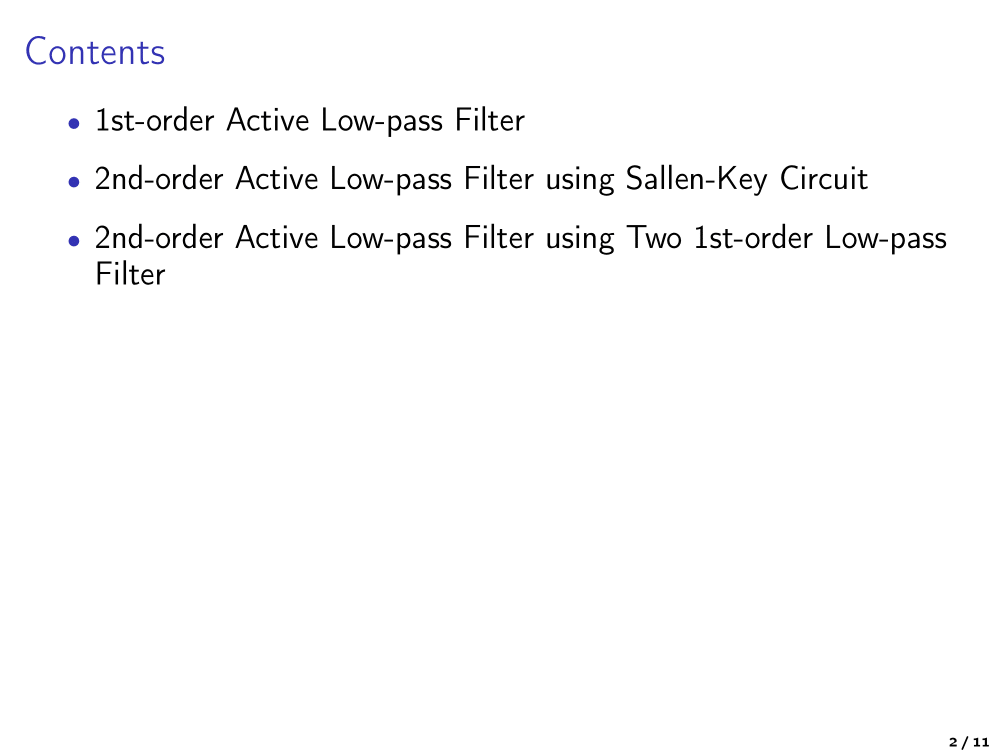 Contents
• 1st-order Active Low-pass Filter
• 2nd-order Active Low-pass Filter using Sallen-Key Circuit
• 2nd-order Active Low-pass Filter using Two 1st-order Low-pass
Filter
2 / 11